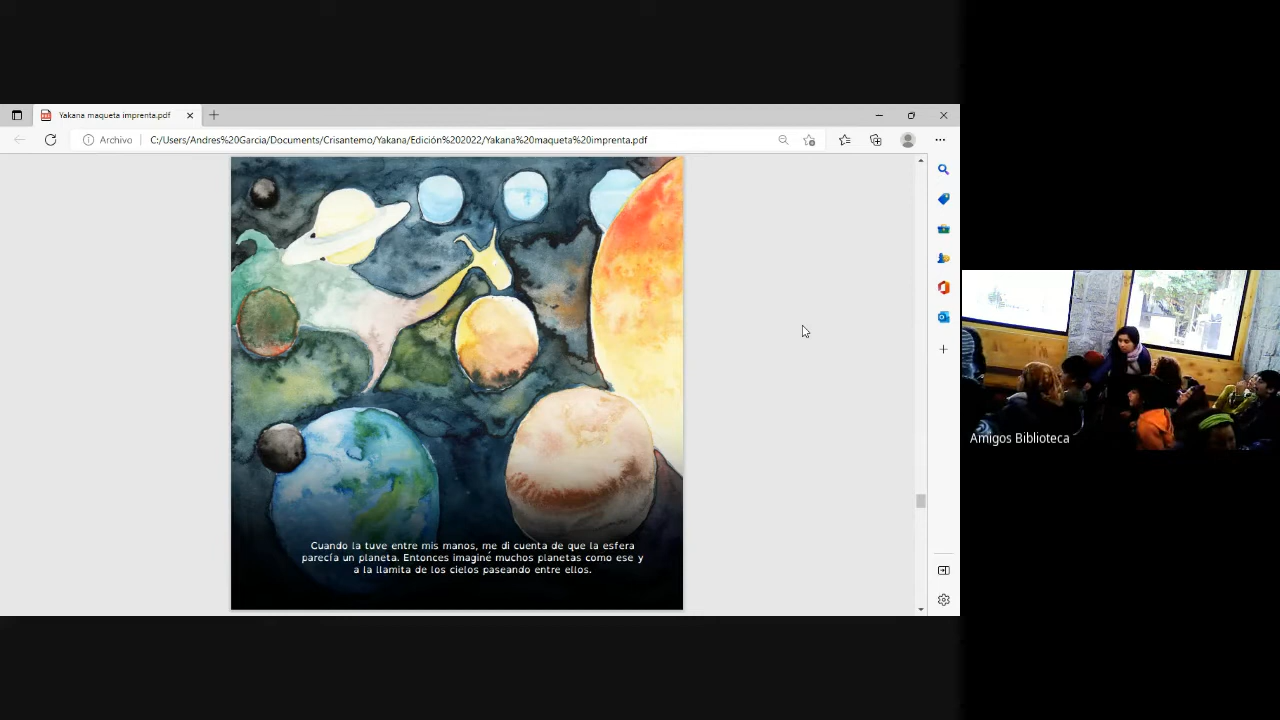 Yakana maqueta imprenta.pdf
Archivo
C:/Users/Andres%20Garcia/Documents/Crisantemo/Yakana/Edición%202022/Yakana%20maqueta%20imprenta.pdf
Cuando la tuve entre mis manos, me di cuenta de que la esfera
parecía un planeta. Entonces imaginé muchos planetas como ese y
a la llamita de los cielos paseando entre ellos.
Amigos Biblioteca